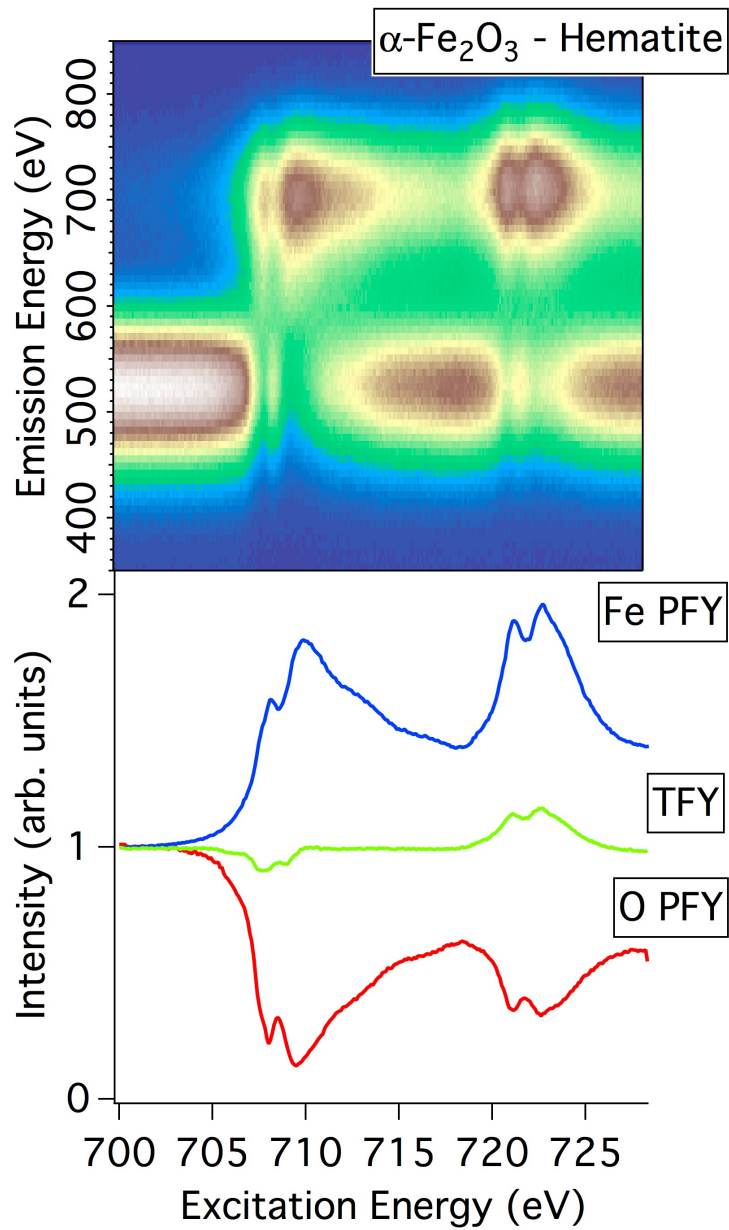 α-Fe₂O₃ - Hematite
Emission Energy (eV)
800
700
600
500
400
Intensity (arb. units)
2
1
0
Fe PFY
TFY
O PFY
700 705 710 715 720 725
Excitation Energy (eV)